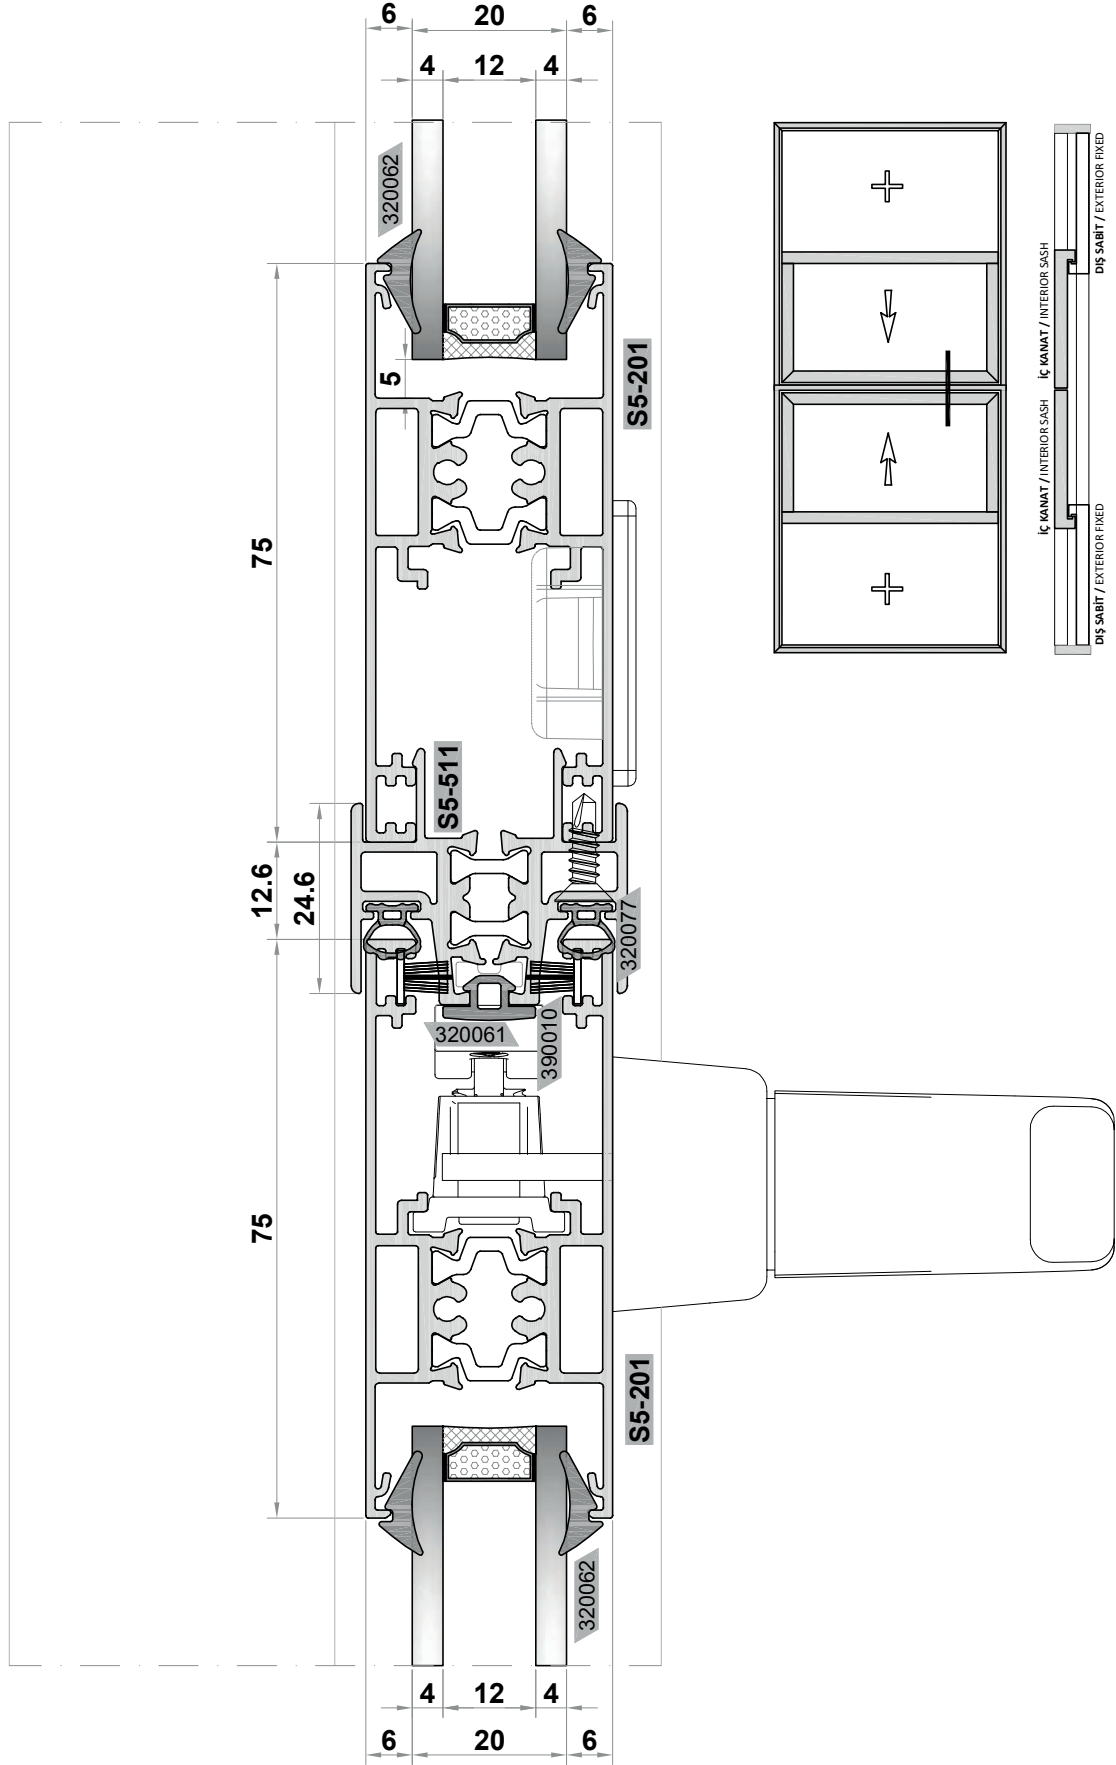 6 20 6
4 12 4
320062
5
S5-201
75
S5-511
12.6
24.6
320077
320061
390010
75
S5-201
320062
4 12 4
6 20 6
DIŞ SABİT / EXTERIOR FIXED
İÇ KANAT / INTERIOR SASH
İÇ KANAT / INTERIOR SASH
DIŞ SABİT / EXTERIOR FIXED